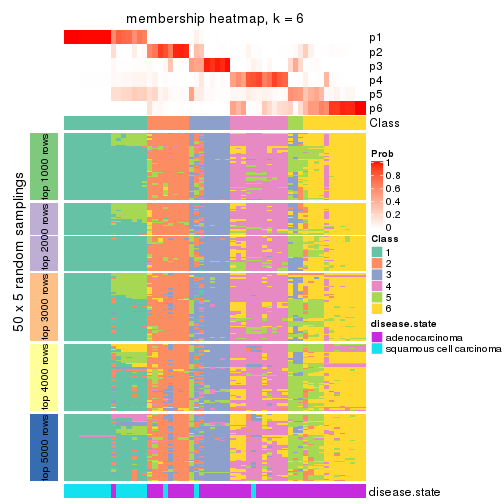 membership heatmap, k = 6
p1
p2
p3
p4
p5
p6
Class
50 x 5 random samplings
top 1000 rows
top 2000 rows
top 3000 rows
top 4000 rows
top 5000 rows
Prob
1
0.8
0.6
0.4
0.2
0
Class
1
2
3
4
5
6
disease.state
adenocarcinoma
squamous cell carcinoma
disease.state